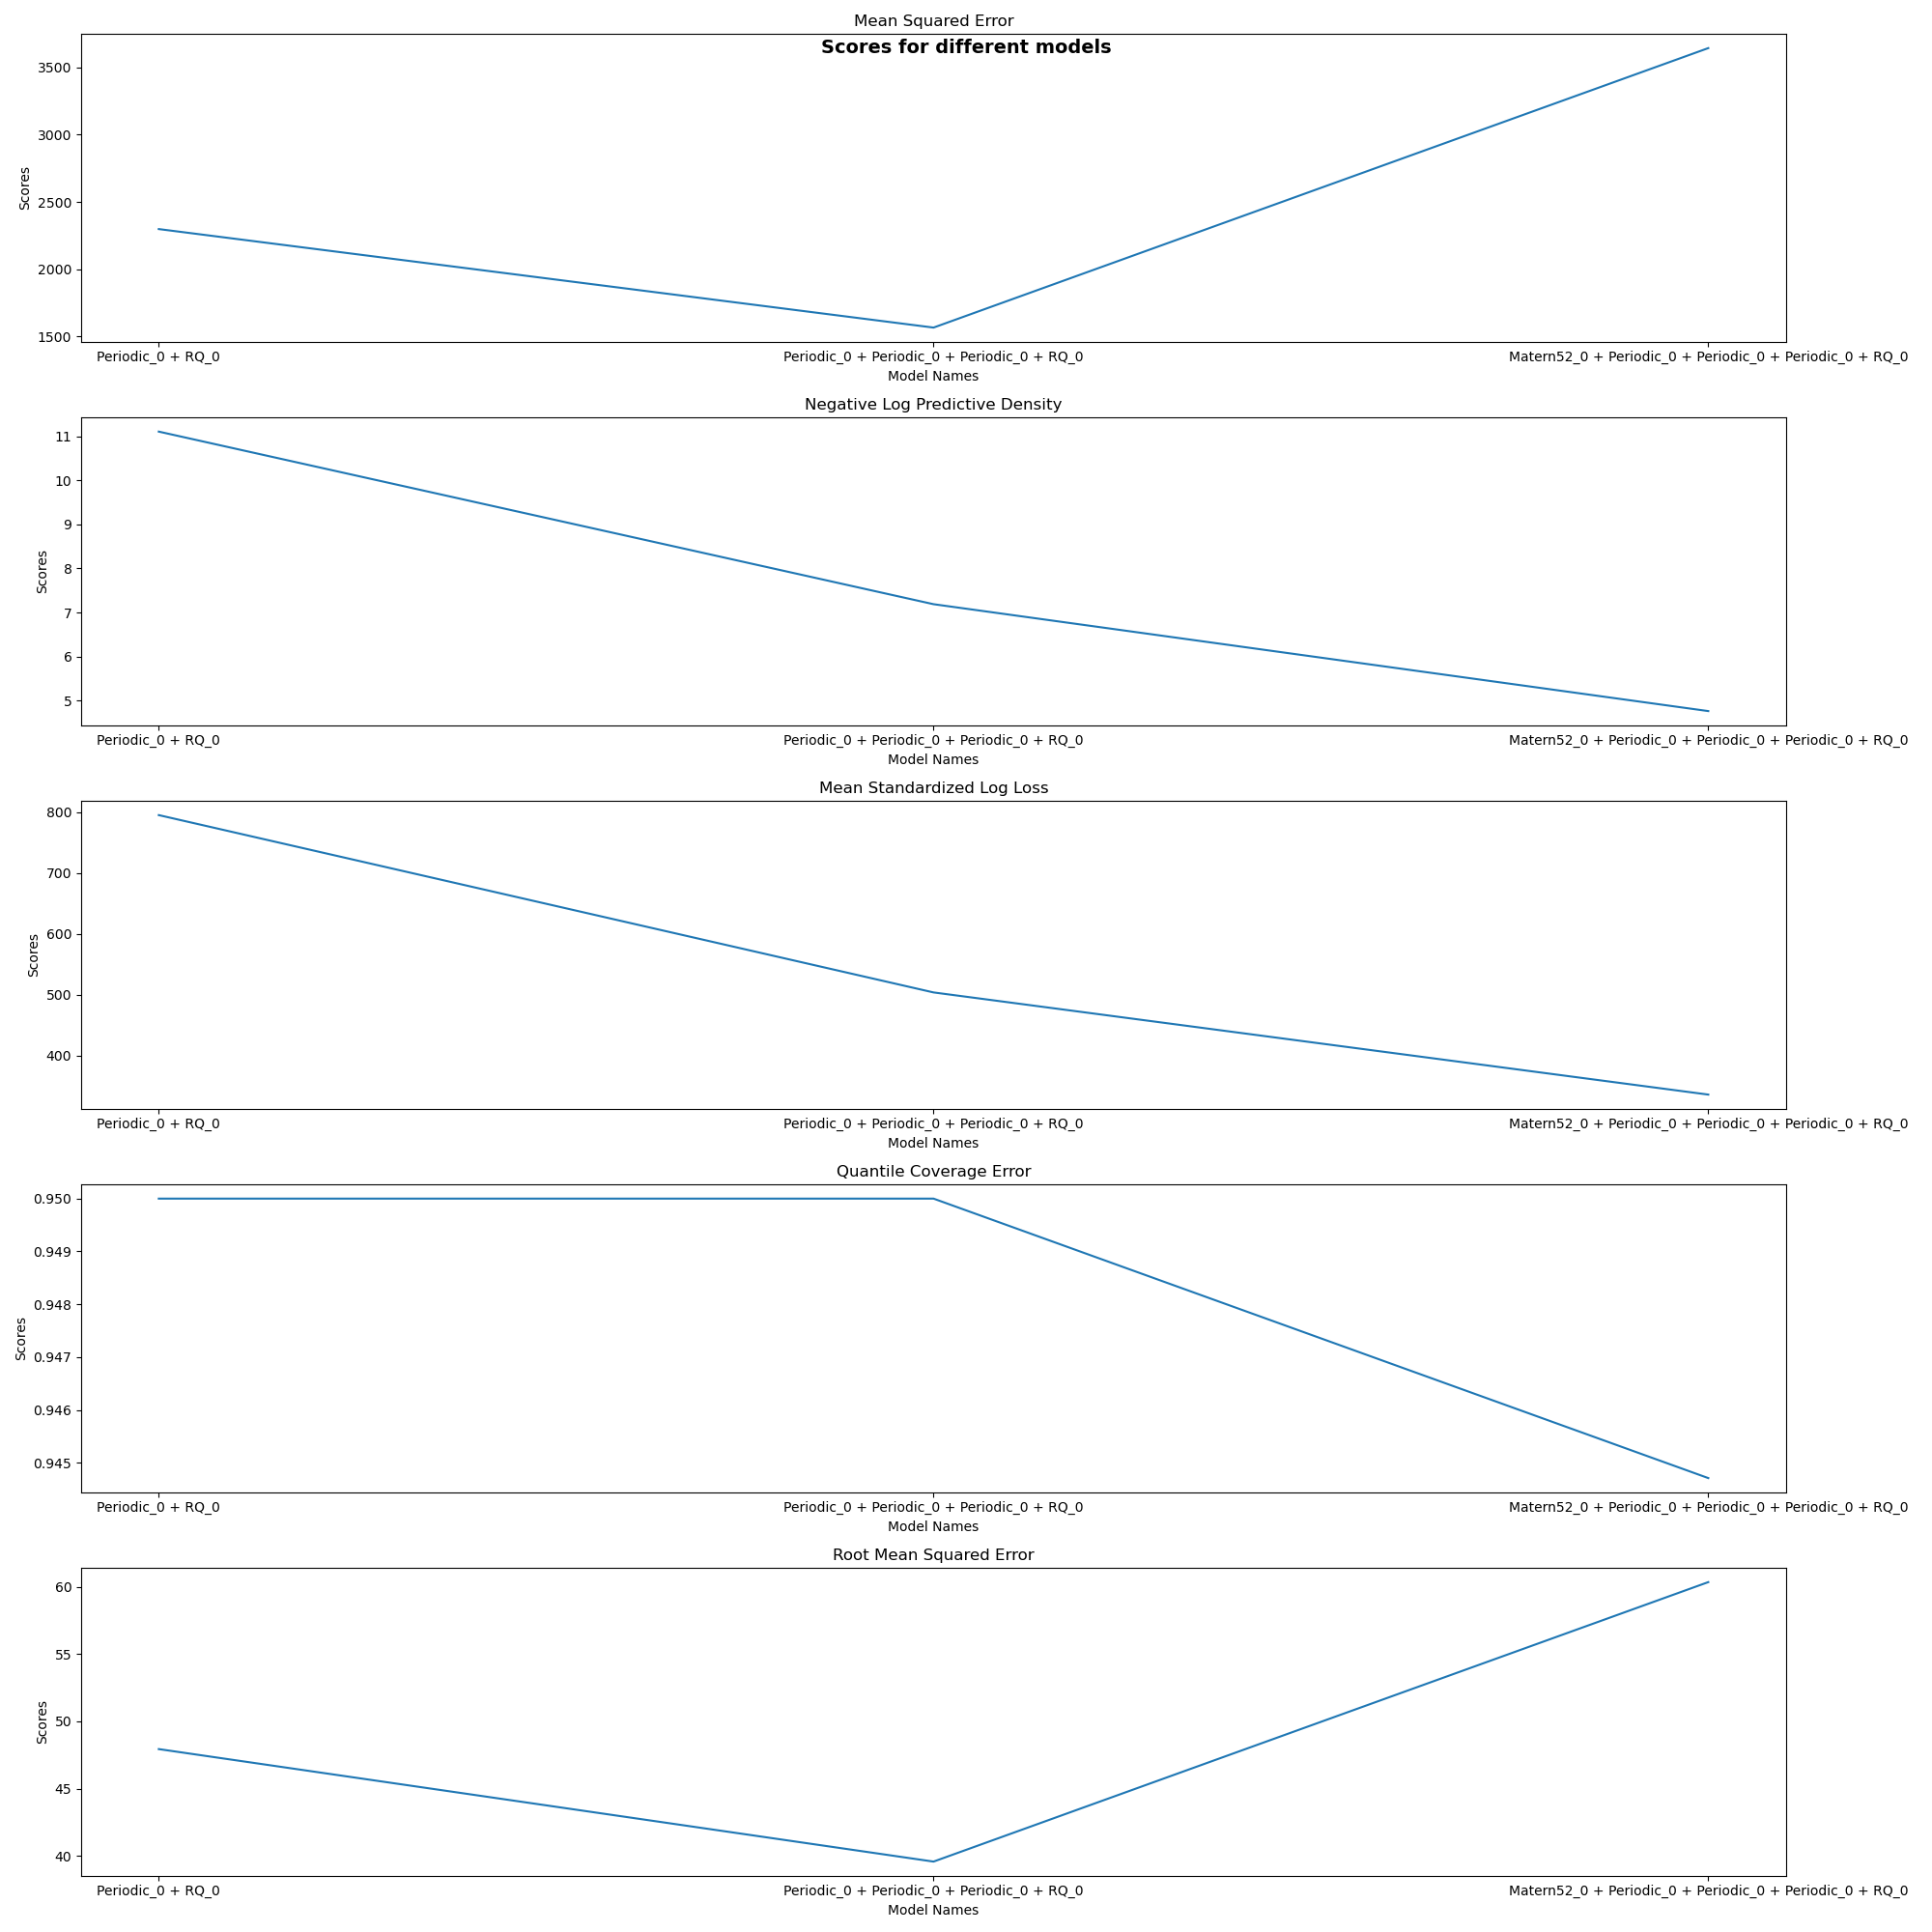 Mean Squared Error
Scores for different models
3500
3000
2500
2000
1500
Scores
Periodic_0 + RQ_0 Periodic_0 + Periodic_0 + Periodic_0 + RQ_0 Matern52_0 + Periodic_0 + Periodic_0 + Periodic_0 + RQ_0
Model Names
Negative Log Predictive Density
11
10
9
8
7
6
5
Scores
Periodic_0 + RQ_0 Periodic_0 + Periodic_0 + Periodic_0 + RQ_0 Matern52_0 + Periodic_0 + Periodic_0 + Periodic_0 + RQ_0
Model Names
Mean Standardized Log Loss
800
700
600
500
400
Scores
Periodic_0 + RQ_0 Periodic_0 + Periodic_0 + Periodic_0 + RQ_0 Matern52_0 + Periodic_0 + Periodic_0 + Periodic_0 + RQ_0
Model Names
Quantile Coverage Error
0.950
0.949
0.948
0.947
0.946
0.945
Scores
Periodic_0 + RQ_0 Periodic_0 + Periodic_0 + Periodic_0 + RQ_0 Matern52_0 + Periodic_0 + Periodic_0 + Periodic_0 + RQ_0
Model Names
Root Mean Squared Error
60
55
50
45
40
Scores
Periodic_0 + RQ_0 Periodic_0 + Periodic_0 + Periodic_0 + RQ_0 Matern52_0 + Periodic_0 + Periodic_0 + Periodic_0 + RQ_0
Model Names